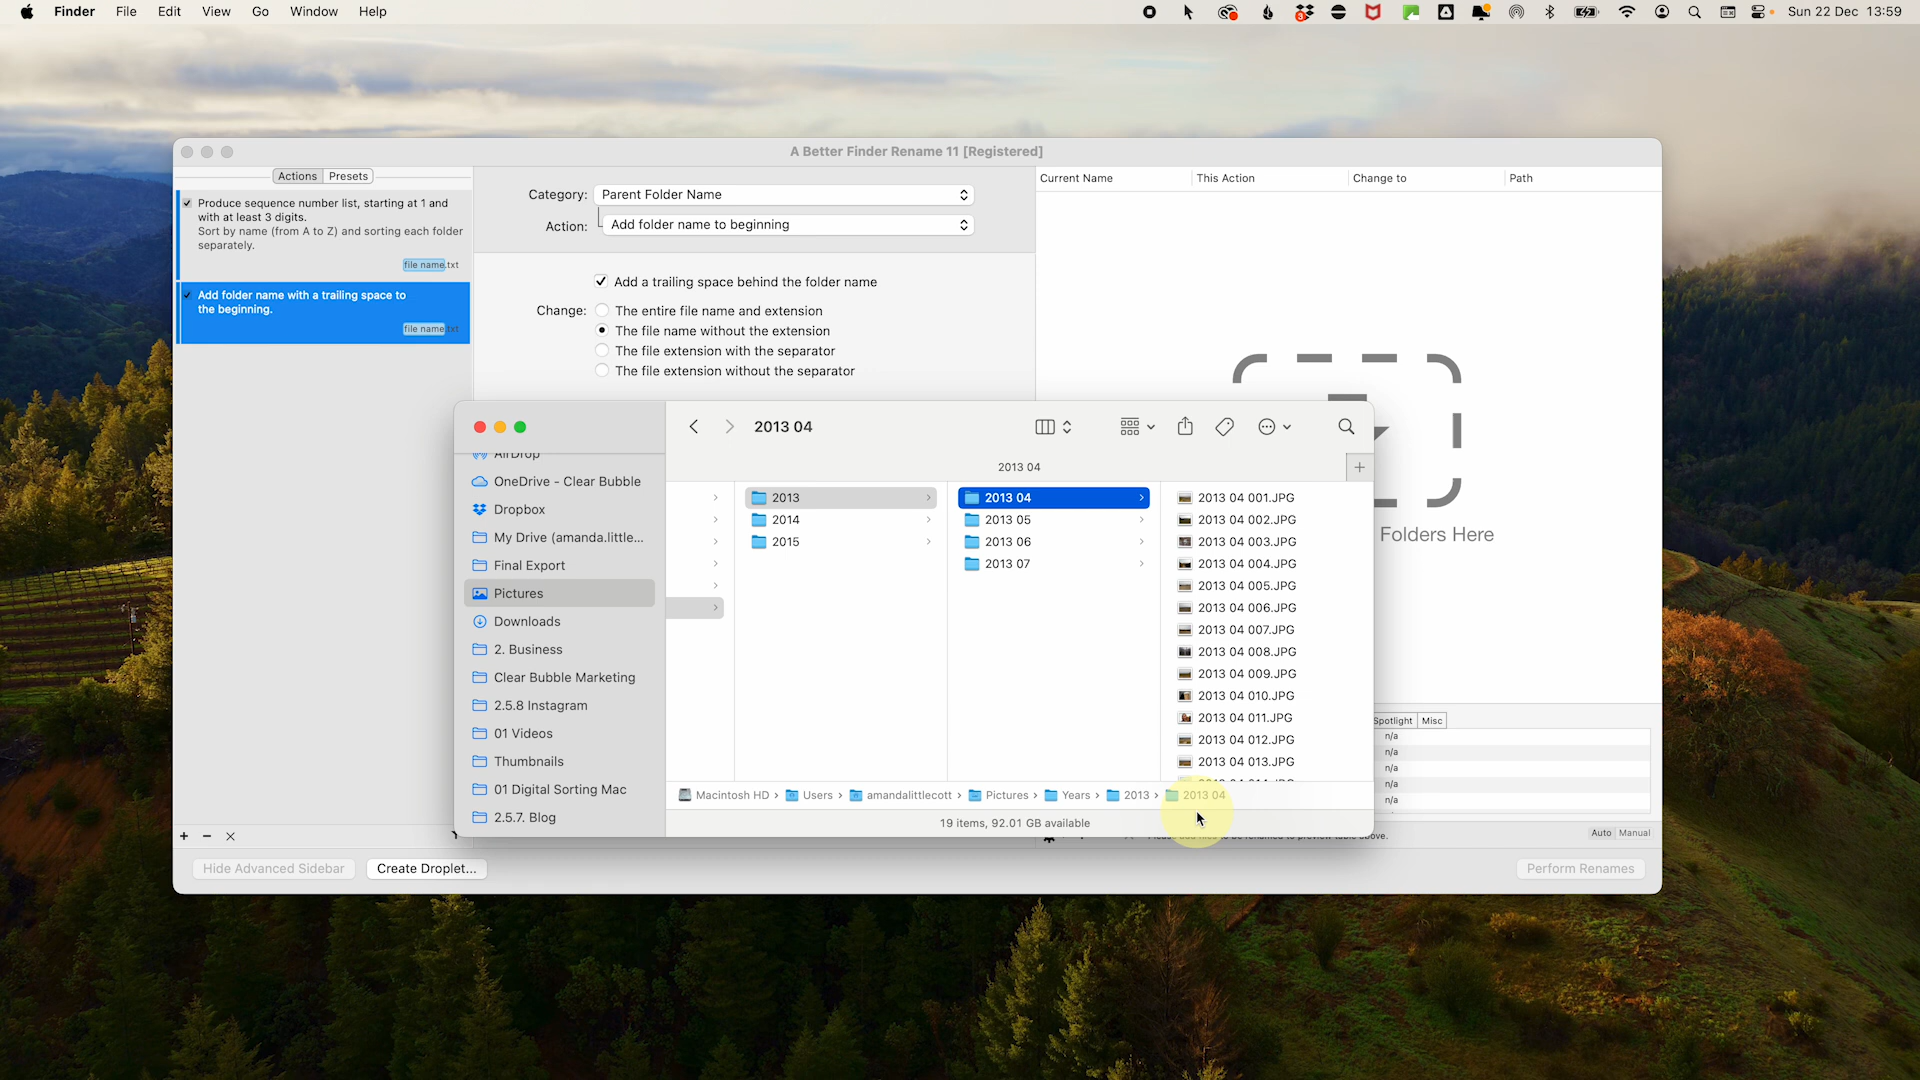 Finder File Edit View Go Window Help
3
Sun 22 Dec 13:59
A Better Finder Rename 11 [Registered]
Actions Presets
Produce sequence number list, starting at 1 and
with at least 3 digits.
Sort by name (from A to Z) and sorting each folder
separately.
file name.txt
Add folder name with a trailing space to
the beginning.
file name.txt
Category: Parent Folder Name
Action: Add folder name to beginning
Add a trailing space behind the folder name
Change: The entire file name and extension
The file name without the extension
The file extension with the separator
The file extension without the separator
Current Name This Action Change to Path
Folders Here
Spotlight Misc
n/a
n/a
n/a
n/a
n/a
Auto Manual
Hide Advanced Sidebar Create Droplet... Perform Renames
AirDrop
OneDrive - Clear Bubble
Dropbox
My Drive (amanda.little...
Final Export
Pictures
Downloads
2. Business
Clear Bubble Marketing
2.5.8 Instagram
01 Videos
Thumbnails
01 Digital Sorting Mac
2.5.7. Blog
2013 04
2013 04
2013
2014
2015
2013 04
2013 05
2013 06
2013 07
2013 04 001.JPG
2013 04 002.JPG
2013 04 003.JPG
2013 04 004.JPG
2013 04 005.JPG
2013 04 006.JPG
2013 04 007.JPG
2013 04 008.JPG
2013 04 009.JPG
2013 04 010.JPG
2013 04 011.JPG
2013 04 012.JPG
2013 04 013.JPG
Macintosh HD › Users › amandalittlecott › Pictures › Years › 2013 › 2013 04
19 items, 92.01 GB available